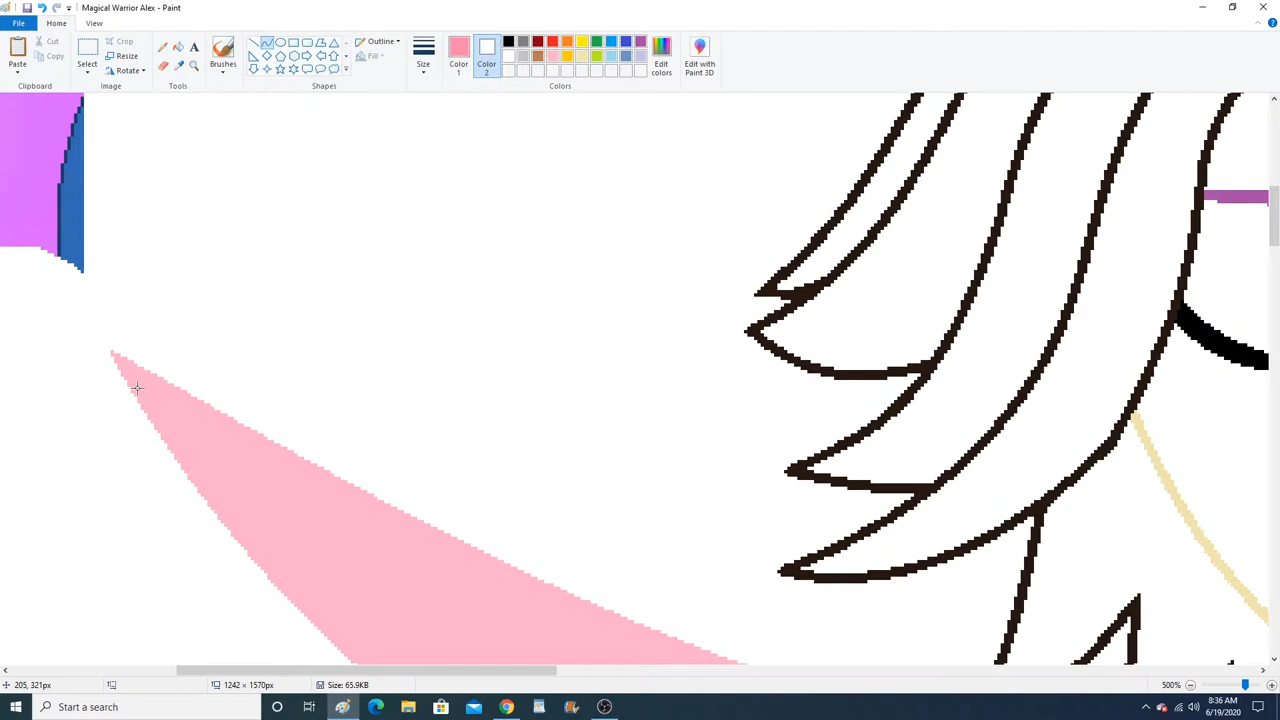 Magical Warrior Alex - Paint
File Home View
Paste
Cut
Copy
Clipboard
Select
Crop
Resize
Rotate
Image
A
Tools
Brushes
Outline
Fill
Shapes
Size
Color 1
Color 2
Edit colors
Colors
Edit with Paint 3D
205, 321px
1242 × 1570px
Size: 65.9KB
500%
Start a search
8:36 AM
6/19/2020